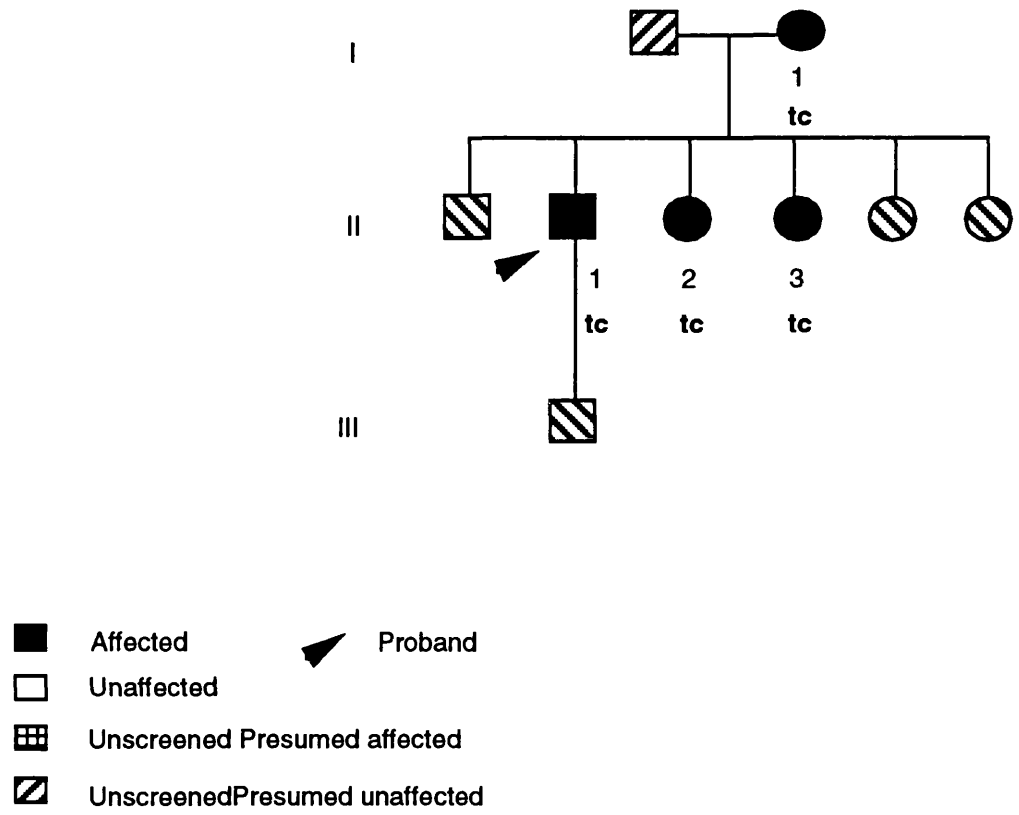 I
1
tc
II
1 2 3
tc tc tc
III
Affected Proband
Unaffected
Unscreened Presumed affected
UnscreenedPresumed unaffected